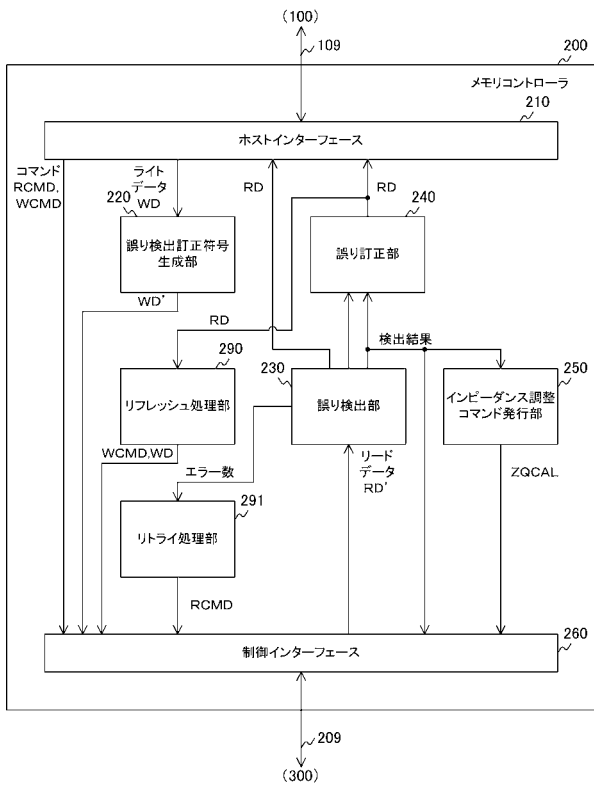 (100)
109
200
メモリコントローラ
210
ホストインターフェース
コマンド
RCMD,
WCMD
ライト
データ
WD
RD
RD
220
240
誤り検出訂正符号
生成部
誤り訂正部
WD'
RD
検出結果
290
230
250
リフレッシュ処理部
誤り検出部
インピーダンス調整
コマンド発行部
WCMD,WD
エラー数
リード
データ
RD'
ZQCAL
291
リトライ処理部
RCMD
260
制御インターフェース
209
(300)